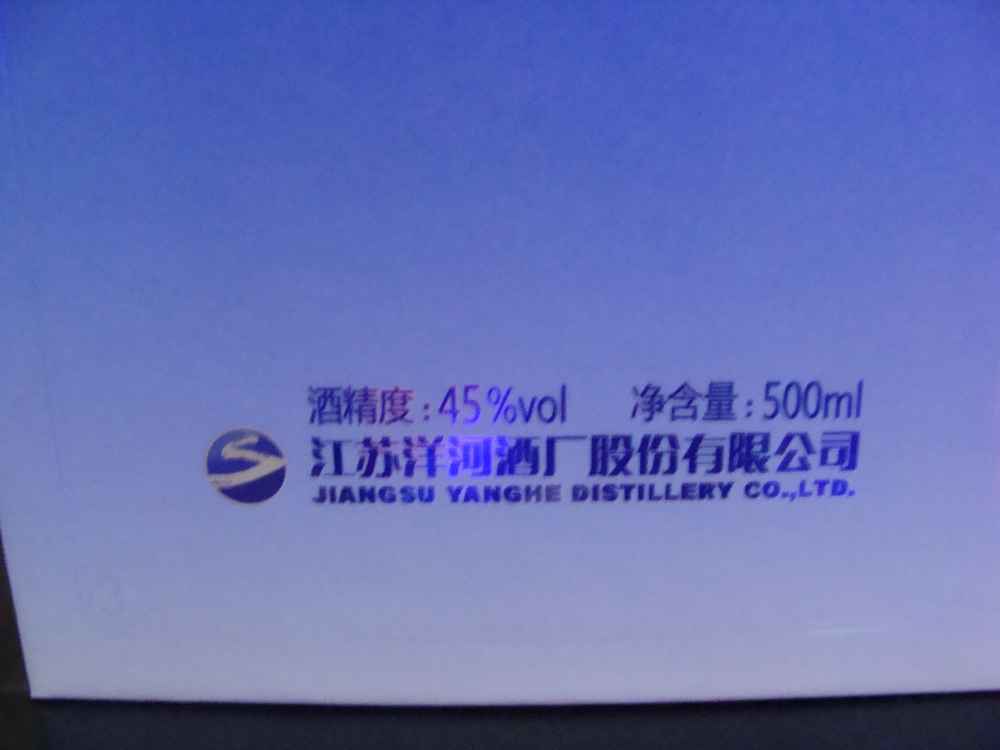 酒精度:45%vol 净含量:500ml
江苏洋河酒厂股份有限公司
JIANGSU YANGHE DISTILLERY CO.,LTD.